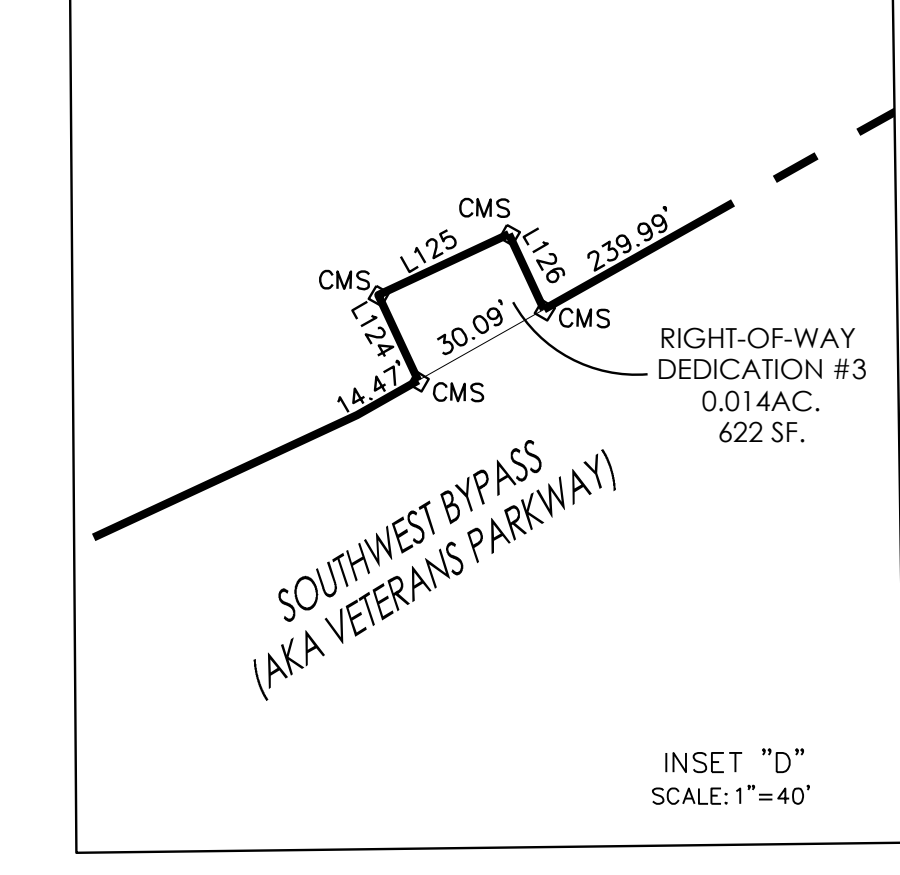 CMS
L125
L126
239.99'
CMS
L124
30.09'
CMS
14.47'
CMS
RIGHT-OF-WAY
DEDICATION #3
0.014AC.
622 SF.
SOUTHWEST BYPASS
(AKA VETERANS PARKWAY)
INSET "D"
SCALE: 1"=40'